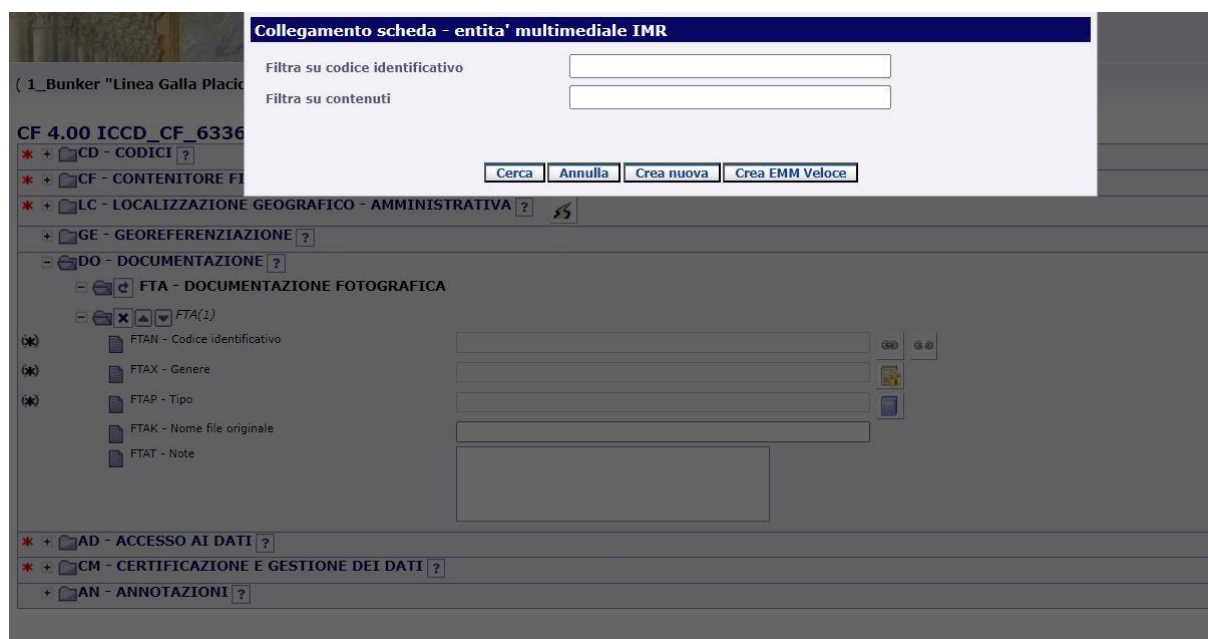 Collegamento scheda - entita' multimediale IMR
Filtra su codice identificativo
Filtra su contenuti
Cerca Annulla Crea nuova Crea EMM Veloce
( 1_Bunker "Linea Galla Placid
CF 4.00 ICCD_CF_6336
* + CD - CODICI ?
* + CF - CONTENITORE FI
* + LC - LOCALIZZAZIONE GEOGRAFICO - AMMINISTRATIVA ?
+ GE - GEOREFERENZIAZIONE ?
- DO - DOCUMENTAZIONE ?
- FTA - DOCUMENTAZIONE FOTOGRAFICA
- FTA(1)
(*) FTAN - Codice identificativo
(*) FTAX - Genere
(*) FTAP - Tipo
FTAK - Nome file originale
FTAT - Note
* + AD - ACCESSO AI DATI ?
* + CM - CERTIFICAZIONE E GESTIONE DEI DATI ?
+ AN - ANNOTAZIONI ?